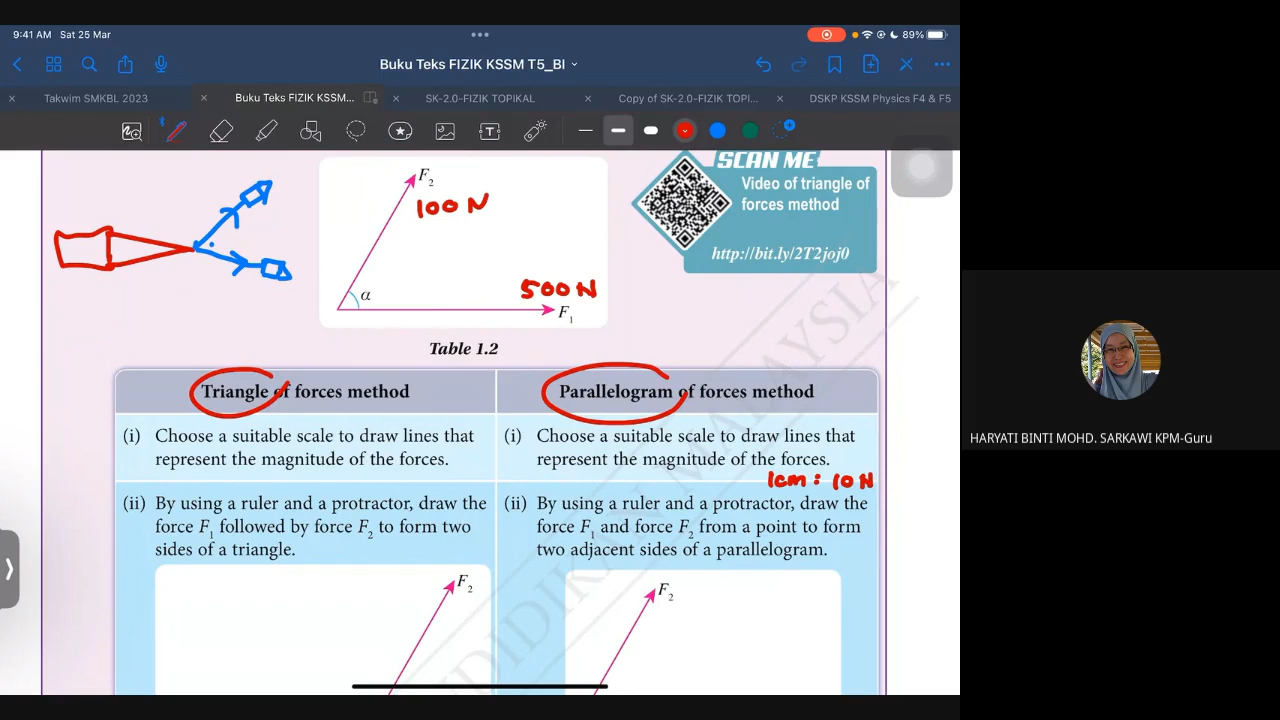 9:41 AM Sat 25 Mar
89%
Buku Teks FIZIK KSSM T5_BI
Takwim SMKBL 2023
Buku Teks FIZIK KSSM...
SK-2.0-FIZIK TOPIKAL
Copy of SK-2.0-FIZIK TOPI...
DSKP KSSM Physics F4 & F5
SCAN ME
Video of triangle of
forces method
http://bit.ly/2T2joj0
F2
100 N
α
500 N
F1
Table 1.2
Triangle of forces method
(i) Choose a suitable scale to draw lines that
represent the magnitude of the forces.
(ii) By using a ruler and a protractor, draw the
force F1 followed by force F2 to form two
sides of a triangle.
F2
Parallelogram of forces method
(i) Choose a suitable scale to draw lines that
represent the magnitude of the forces.
1cm : 10 N
(ii) By using a ruler and a protractor, draw the
force F1 and force F2 from a point to form
two adjacent sides of a parallelogram.
F2
DIDIKAN MALAYSIA
HARYATI BINTI MOHD. SARKAWI KPM-Guru